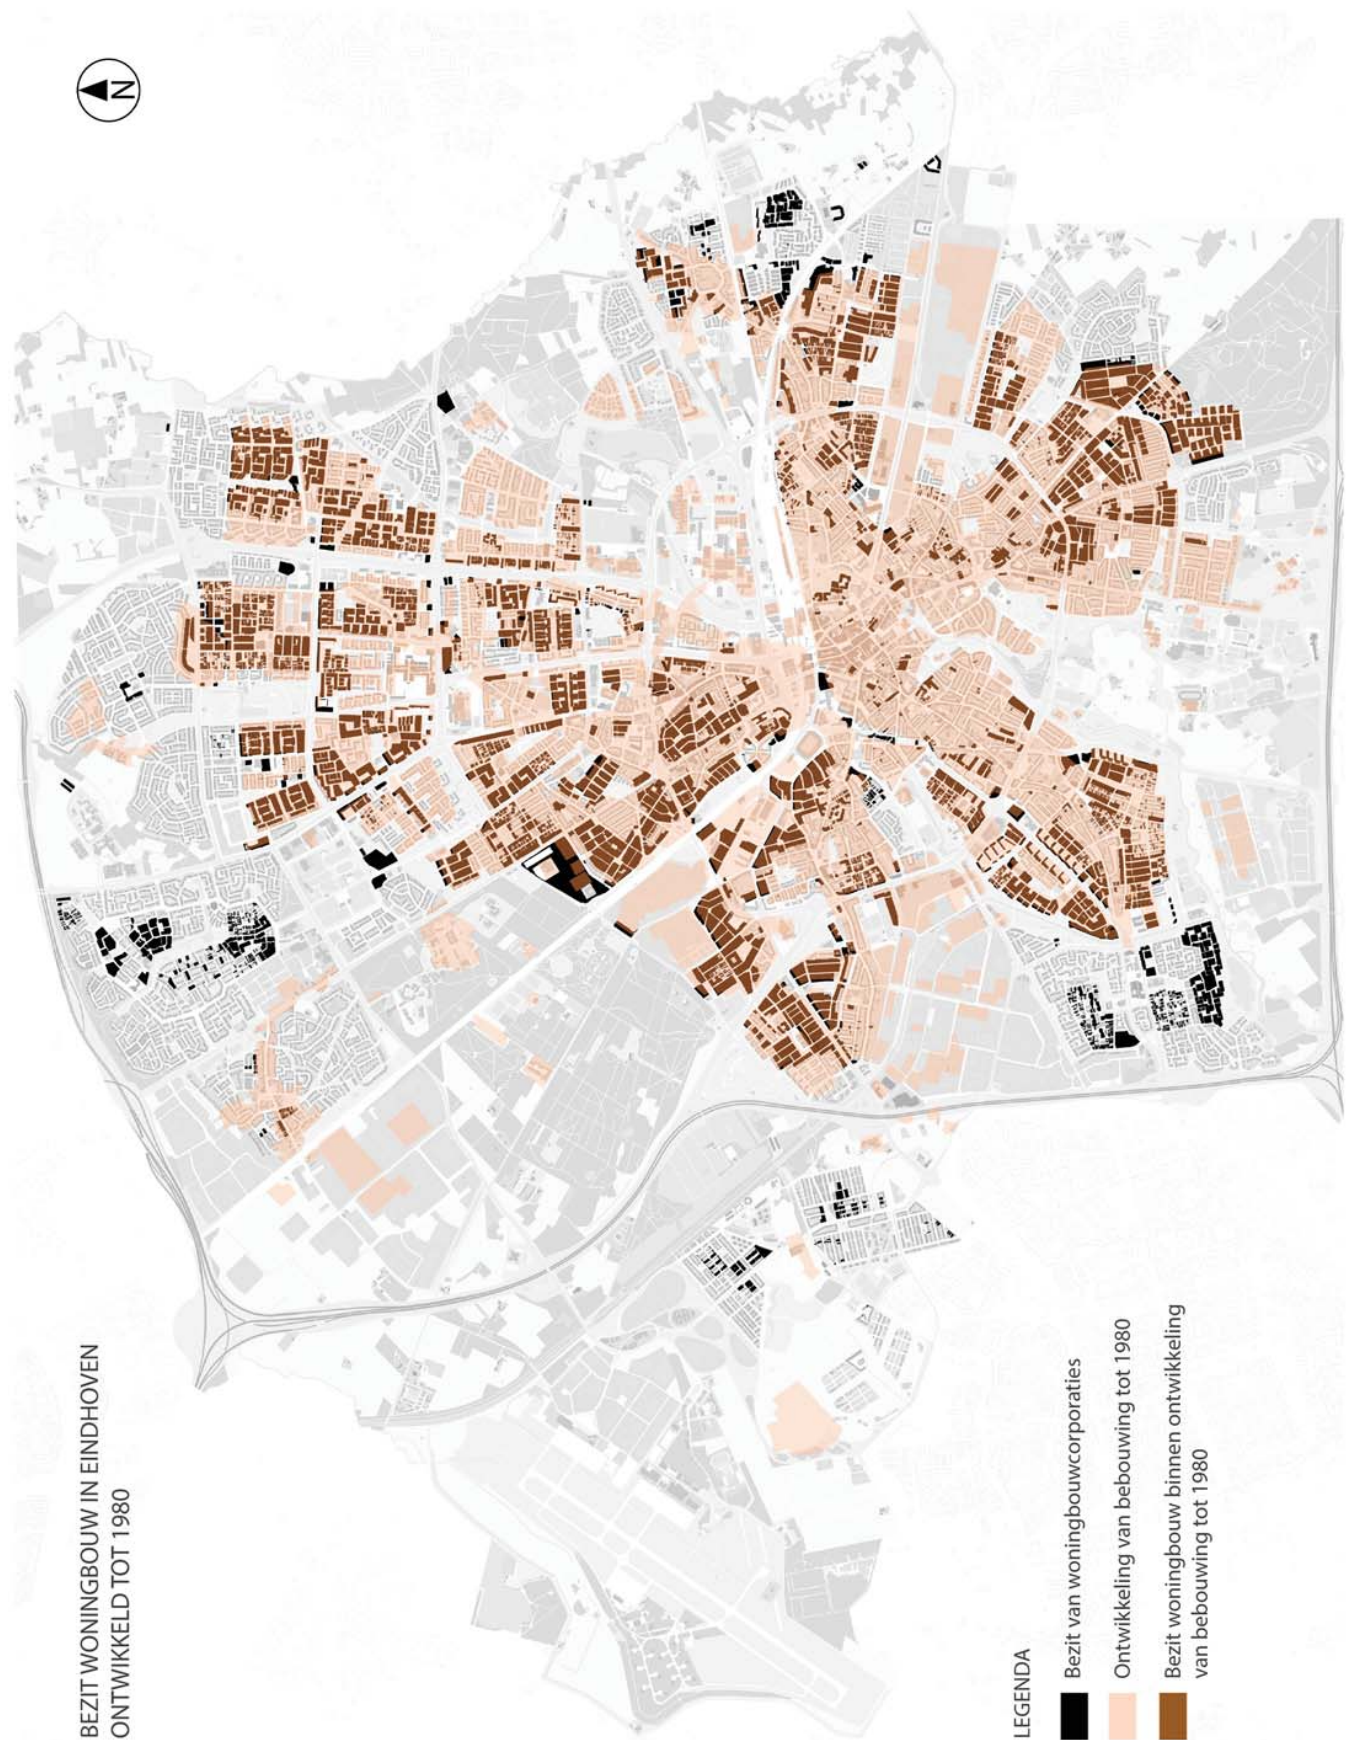 BEZIT WONINGBOUW IN EINDHOVEN
ONTWIKKELD TOT 1980
N
LEGENDA
Bezit van woningbouwcorporaties
Ontwikkeling van bebouwing tot 1980
Bezit woningbouw binnen ontwikkeling
van bebouwing tot 1980